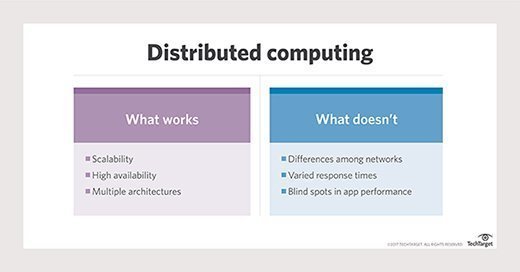 Distributed computing
What works
What doesn't
Scalability
High availability
Multiple architectures
Differences among networks
Varied response times
Blind spots in app performance
©2017 TECHTARGET. ALL RIGHTS RESERVED.
TechTarget